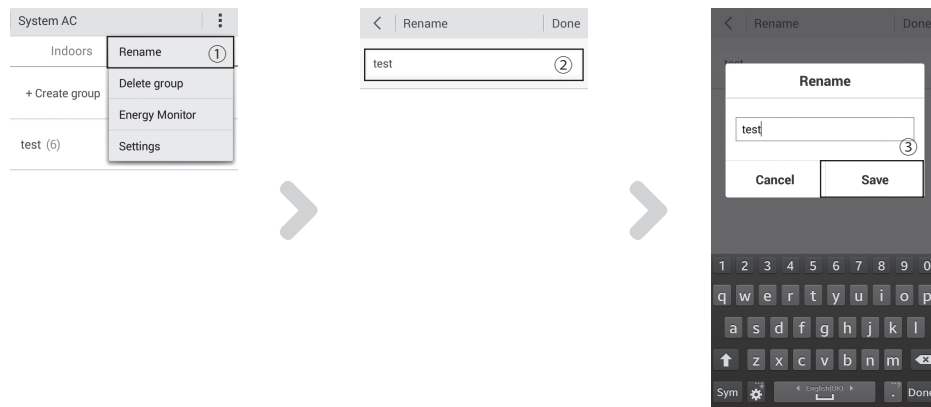 System AC
Indoors
Rename ①
+ Create group
Delete group
Energy Monitor
test (6)
Settings
Rename
Done
test ②
Rename
Done
test
Rename
test
③
Cancel
Save
1 2 3 4 5 6 7 8 9 0
q w e r t y u i o p
a s d f g h j k l
z x c v b n m
Sym
English(UK)
.
Done